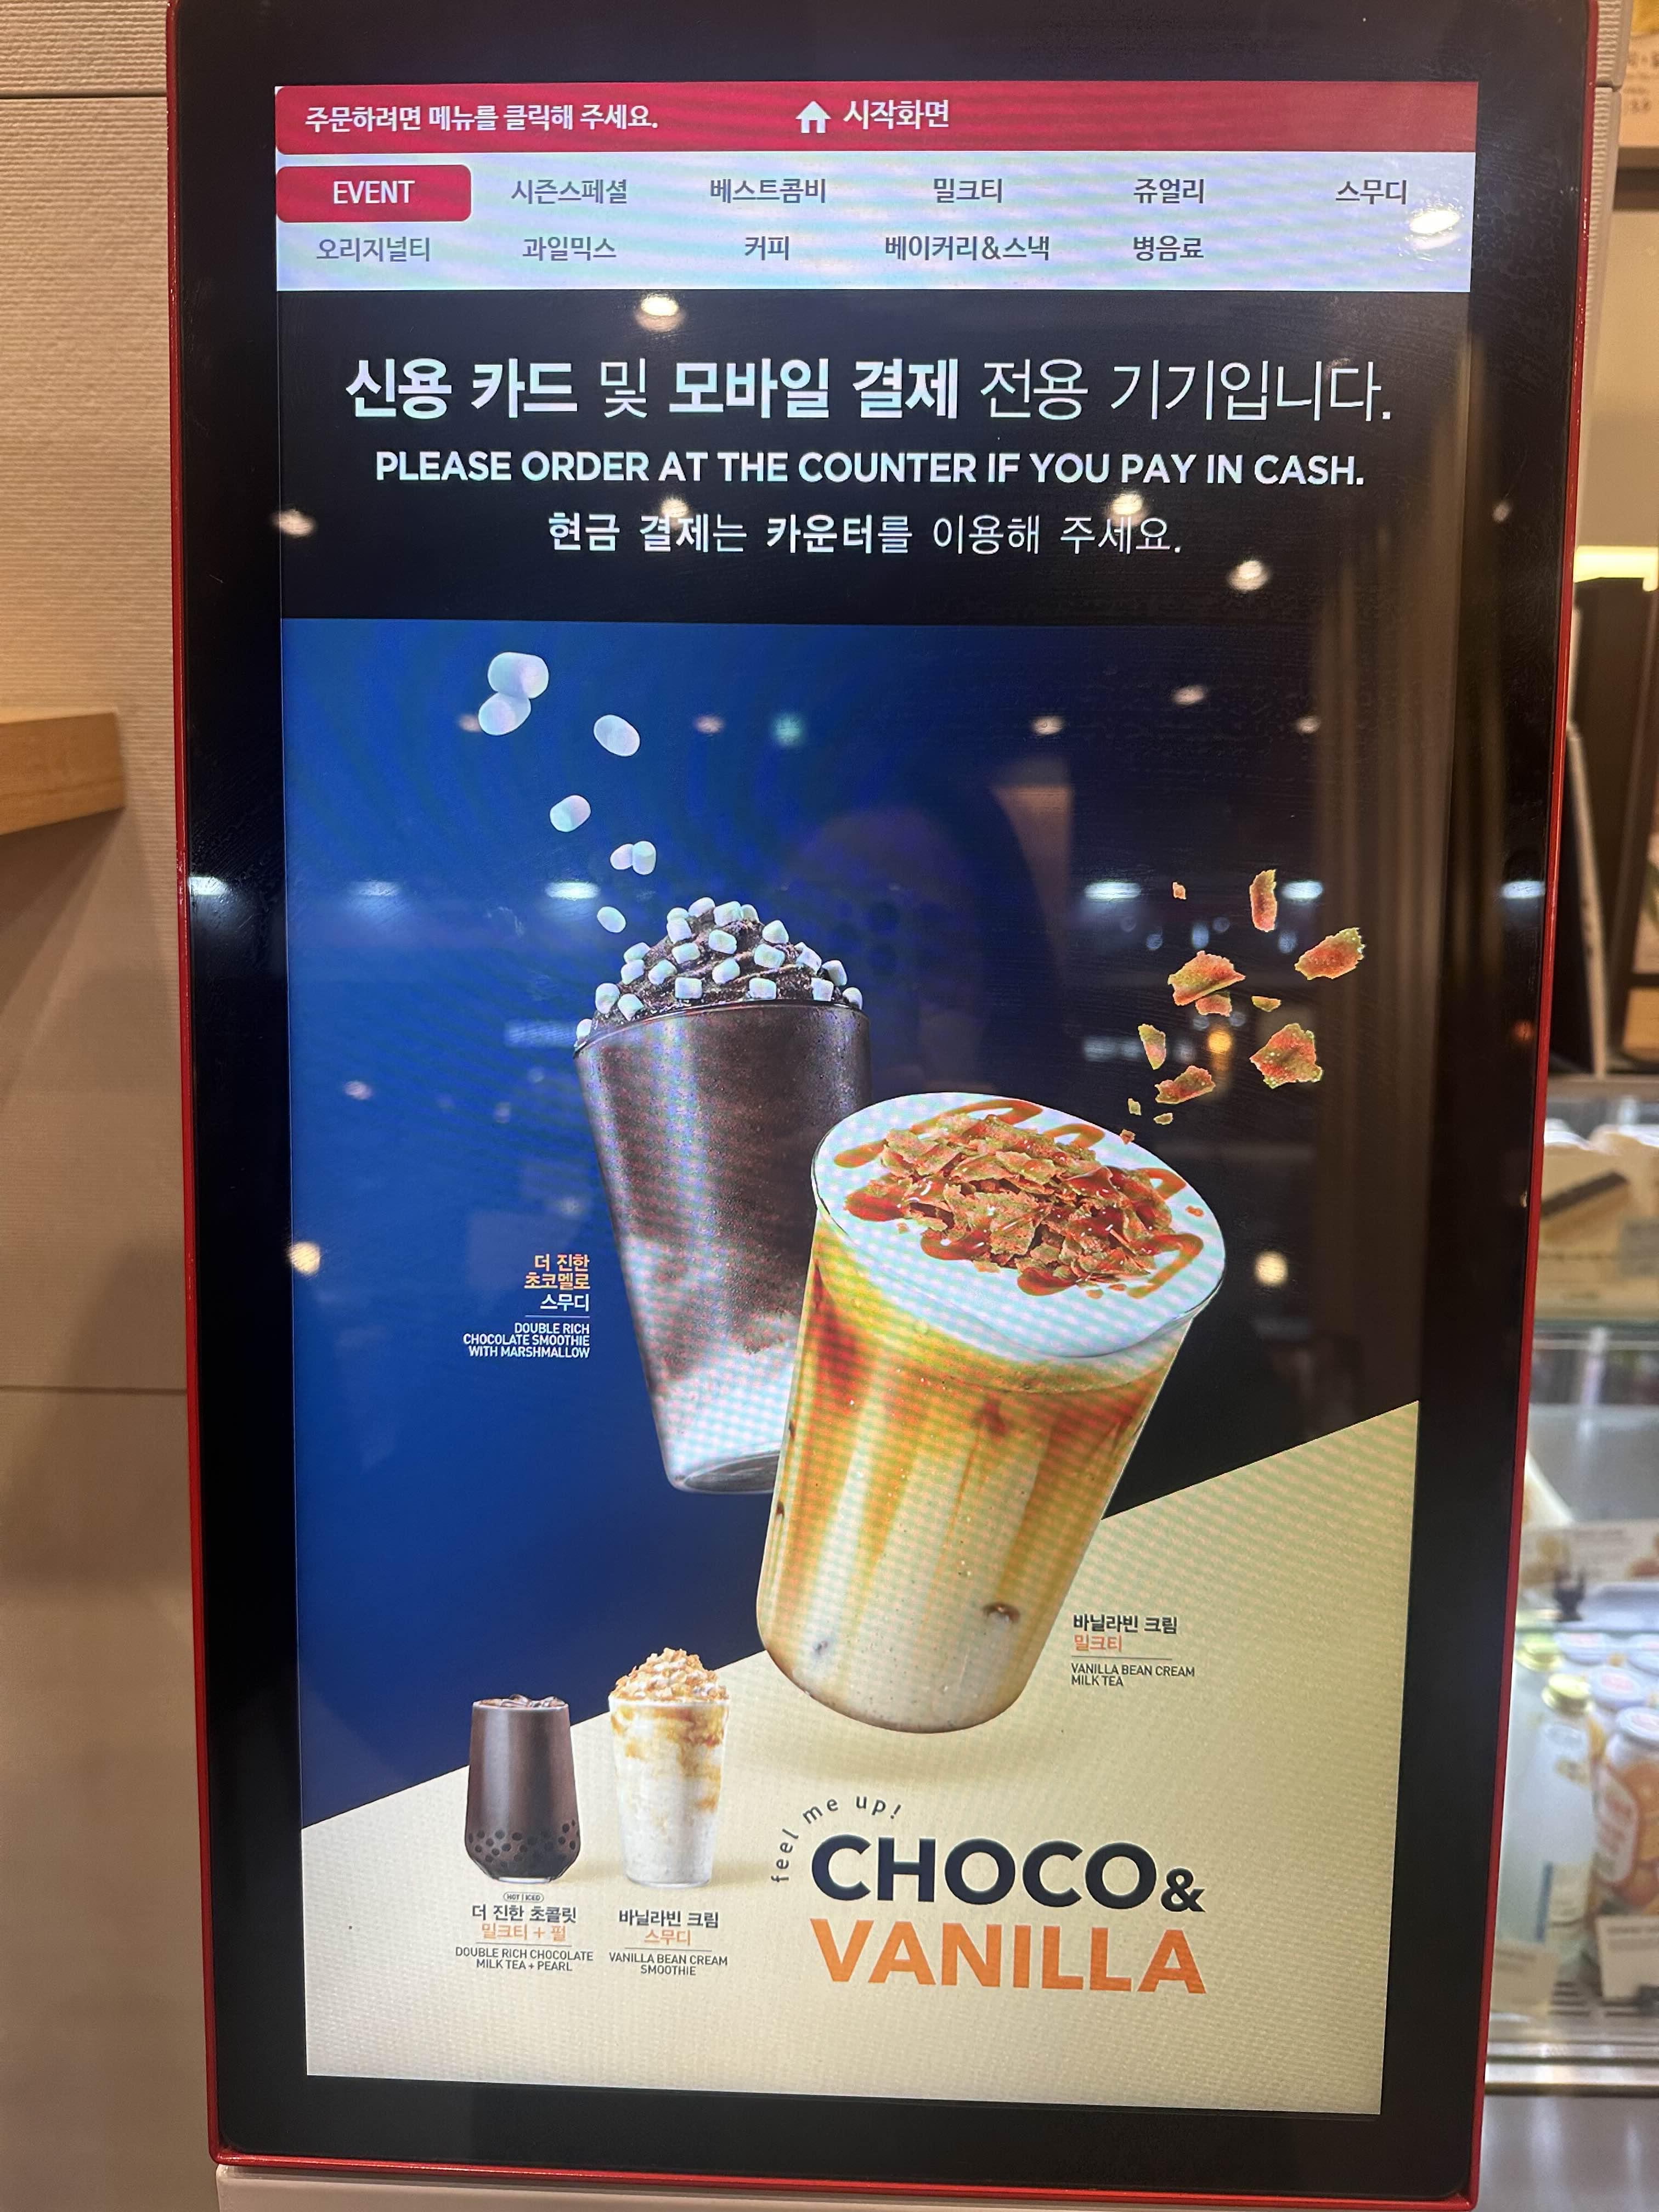 주문하려면 메뉴를 클릭해 주세요.
시작화면
EVENT 시즌스페셜 베스트콤비 밀크티 쥬얼리 스무디
오리지널티 과일믹스 커피 베이커리&스낵 병음료
신용 카드 및 모바일 결제 전용 기기입니다.
PLEASE ORDER AT THE COUNTER IF YOU PAY IN CASH.
현금 결제는 카운터를 이용해 주세요.
더 진한
초코멜로
스무디
DOUBLE RICH
CHOCOLATE SMOOTHIE
WITH MARSHMALLOW
바닐라빈 크림
밀크티
VANILLA BEAN CREAM
MILK TEA
HOT | ICED
더 진한 초콜릿
밀크티 + 펄
DOUBLE RICH CHOCOLATE
MILK TEA + PEARL
바닐라빈 크림
스무디
VANILLA BEAN CREAM
SMOOTHIE
feel me up!
CHOCO&
VANILLA